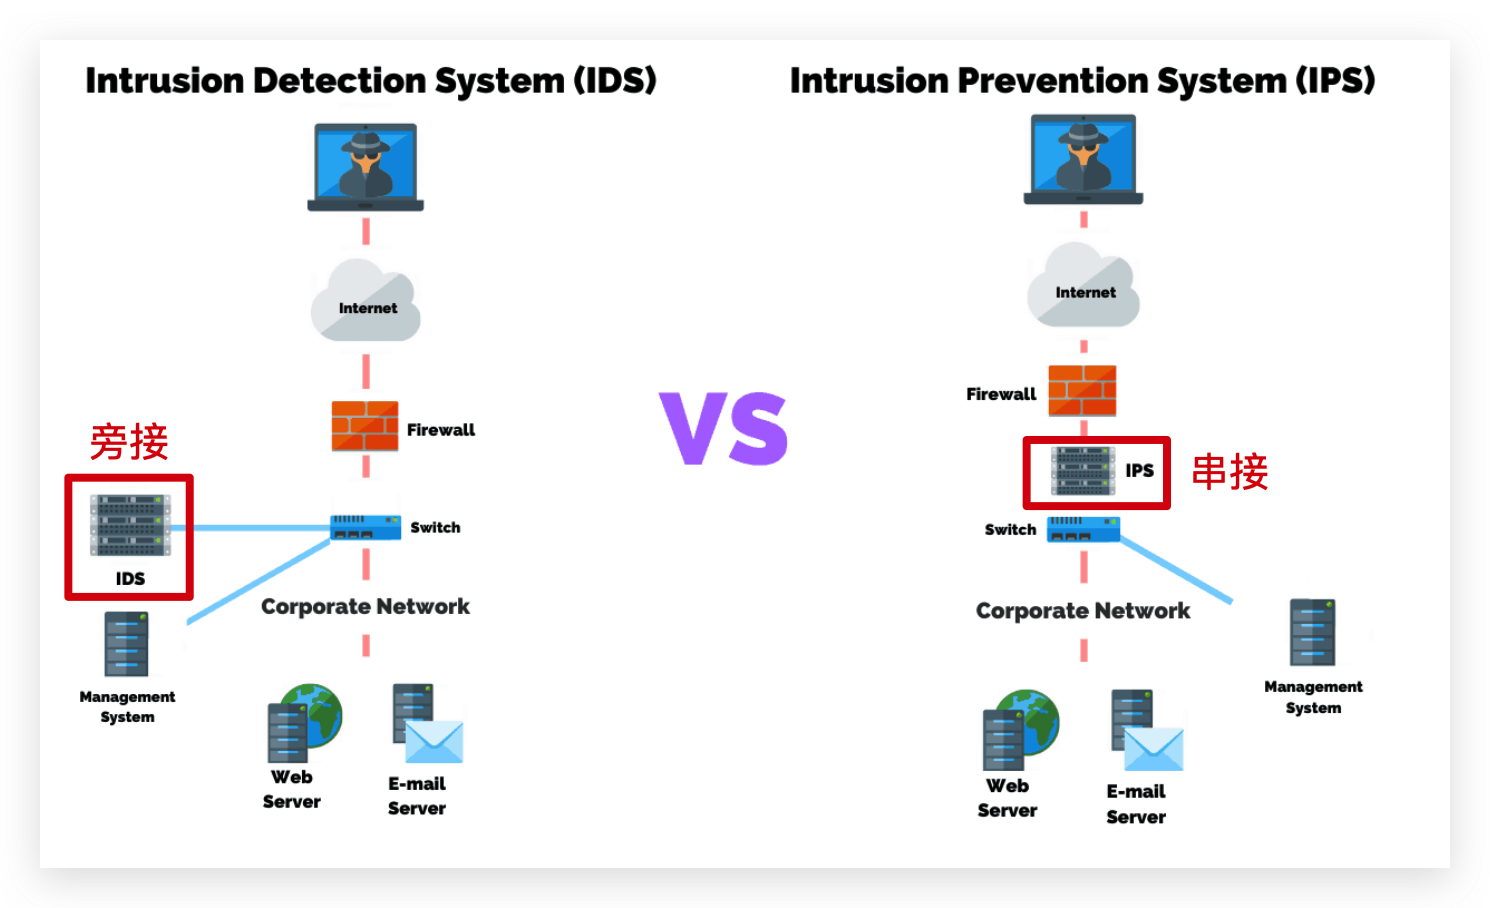 Intrusion Detection System (IDS)
Internet
Firewall
旁接
IDS
Switch
Corporate Network
Management
System
Web
Server
E-mail
Server
VS
Intrusion Prevention System (IPS)
Internet
Firewall
IPS
串接
Switch
Corporate Network
Management
System
Web
Server
E-mail
Server